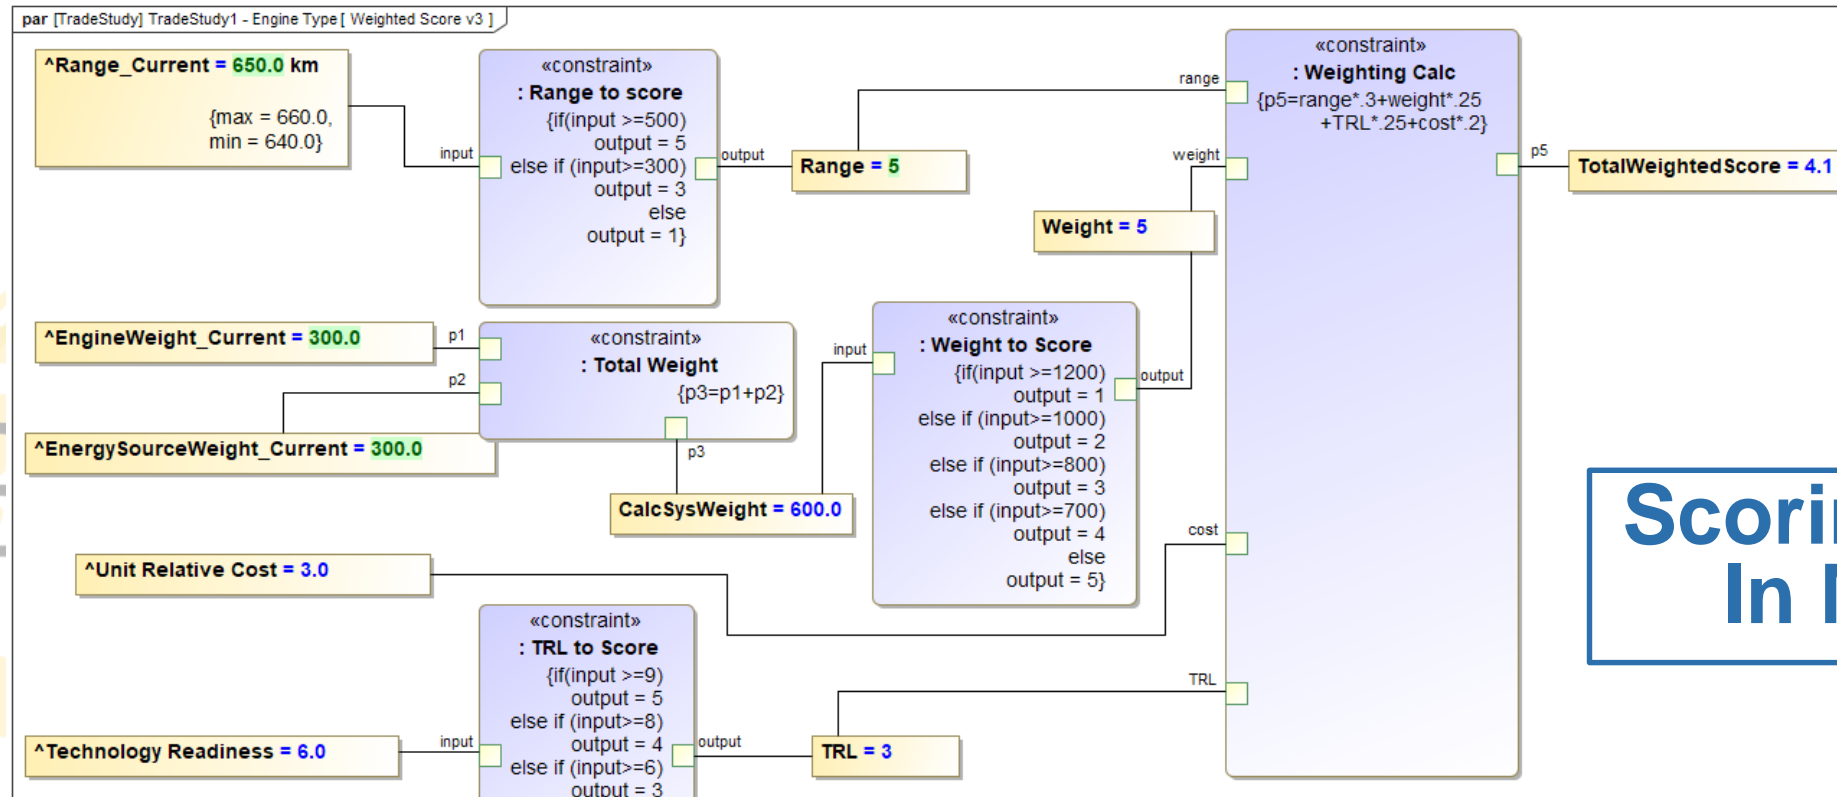 par [TradeStudy] TradeStudy1 - Engine Type [ Weighted Score v3 ]
^Range_Current = 650.0 km
{max = 660.0,
min = 640.0}
input
«constraint»
: Range to score
{if(input >=500)
output = 5
else if (input>=300)
output = 3
else
output = 1}
output
Range = 5
range
weight
«constraint»
: Weighting Calc
{p5=range*.3+weight*.25
+TRL*.25+cost*.2}
p5
TotalWeightedScore = 4.1
Weight = 5
^EngineWeight_Current = 300.0
p1
p2
^EnergySourceWeight_Current = 300.0
«constraint»
: Total Weight
{p3=p1+p2}
p3
CalcSysWeight = 600.0
input
«constraint»
: Weight to Score
{if(input >=1200)
output = 1
else if (input>=1000)
output = 2
else if (input>=800)
output = 3
else if (input>=700)
output = 4
else
output = 5}
output
cost
^Unit Relative Cost = 3.0
«constraint»
: TRL to Score
{if(input >=9)
output = 5
else if (input>=8)
output = 4
else if (input>=6)
output = 3
^Technology Readiness = 6.0
input
output
TRL = 3
TRL
In